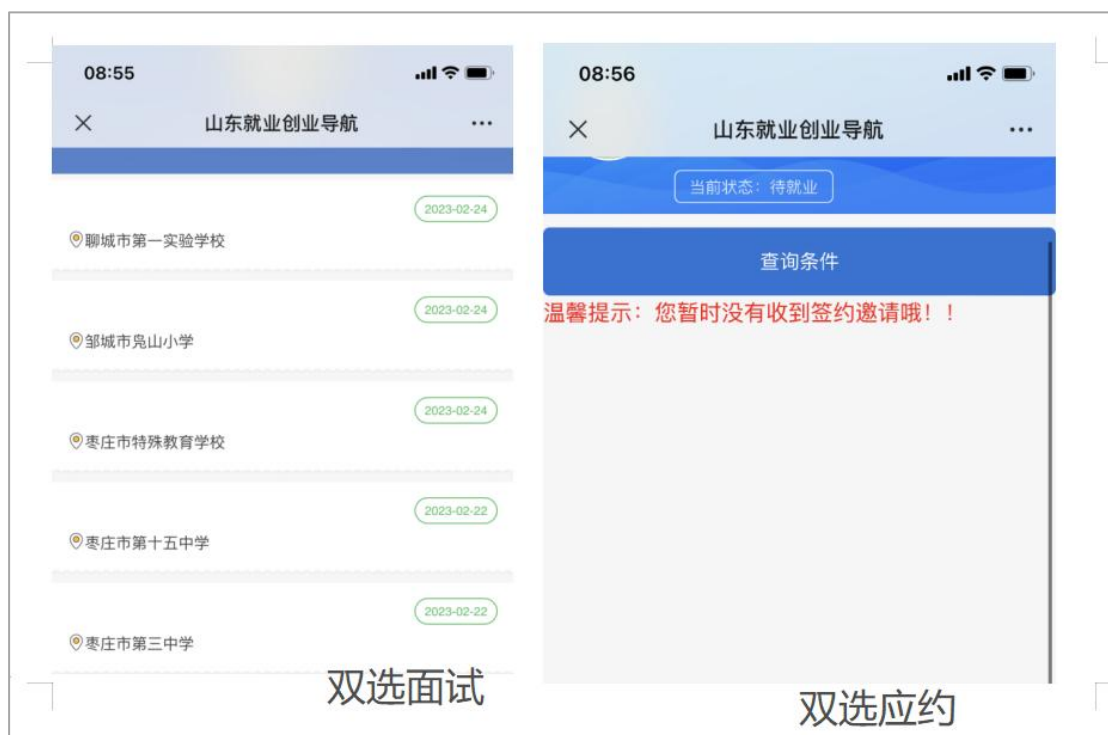 08:55
山东就业创业导航
2023-02-24
聊城市第一实验学校
2023-02-24
邹城市凫山小学
2023-02-24
枣庄市特殊教育学校
2023-02-22
枣庄市第十五中学
2023-02-22
枣庄市第三中学
双选面试
08:56
山东就业创业导航
当前状态：待就业
查询条件
温馨提示：您暂时没有收到签约邀请哦！！
双选应约